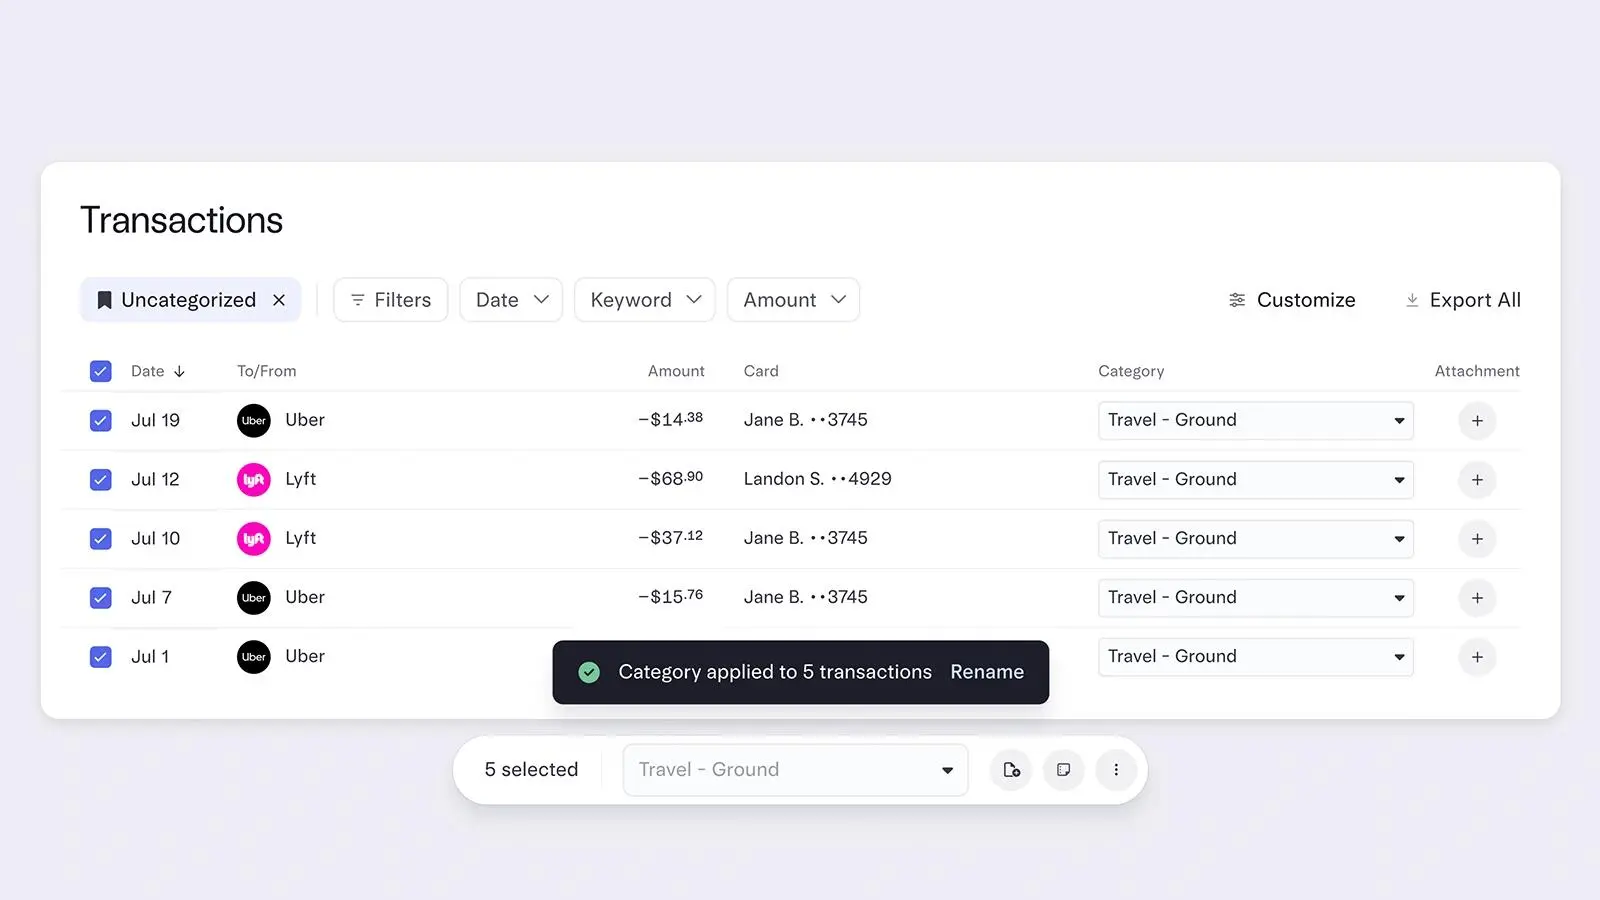 Transactions
Uncategorized Filters Date Keyword Amount Customize Export All
Date To/From Amount Card Category Attachment
Jul 19 Uber Uber −$14.38 Jane B. ••3745 Travel - Ground
Jul 12 lyft Lyft −$68.90 Landon S. ••4929 Travel - Ground
Jul 10 lyft Lyft −$37.12 Jane B. ••3745 Travel - Ground
Jul 7 Uber Uber −$15.76 Jane B. ••3745 Travel - Ground
Jul 1 Uber Uber Travel - Ground
Category applied to 5 transactions Rename
5 selected Travel - Ground